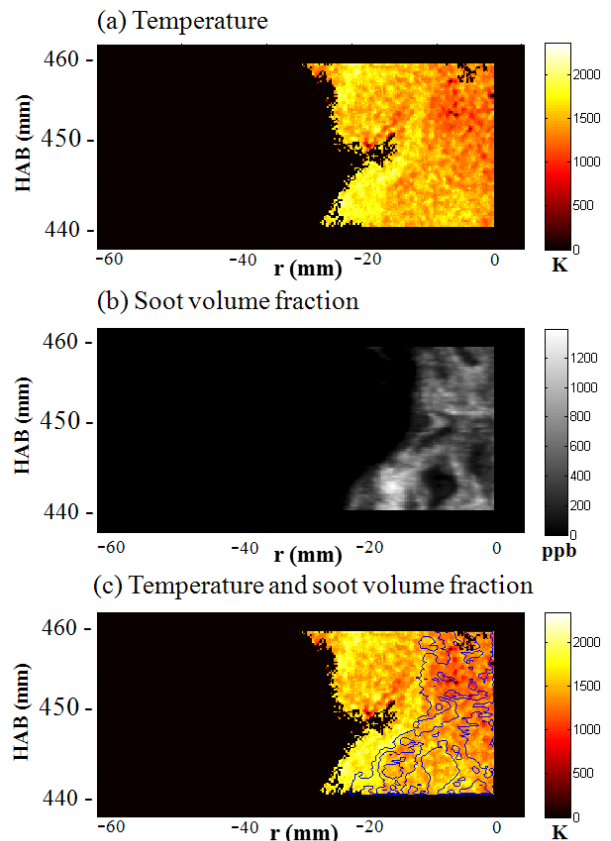 (a) Temperature
460 -
450 -
440 -
HAB (mm)
-60 -40 -20 0
r (mm)
2000
1500
1000
500
0
K
(b) Soot volume fraction
460 -
450 -
440 -
HAB (mm)
-60 -40 -20 0
r (mm)
1200
1000
800
600
400
200
0
ppb
(c) Temperature and soot volume fraction
460 -
450 -
440 -
HAB (mm)
-60 -40 -20 0
r (mm)
2000
1500
1000
500
0
K